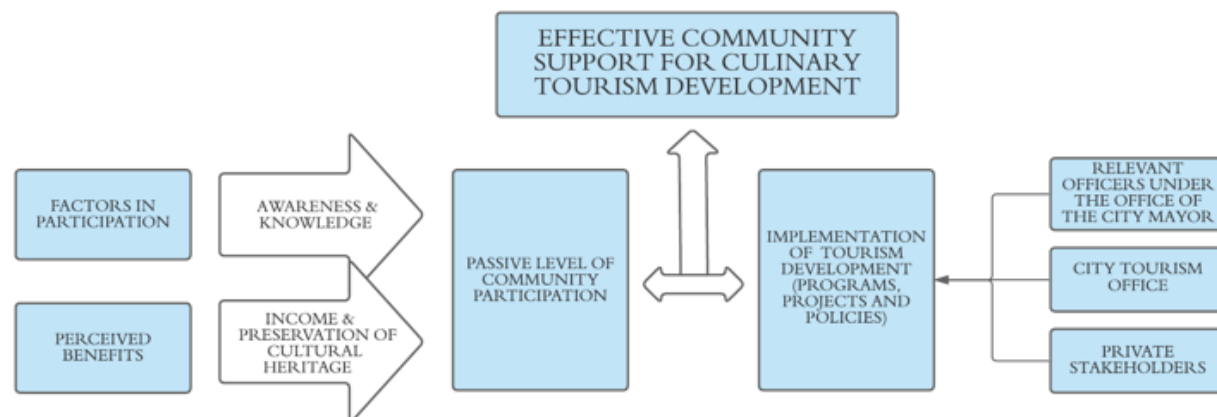 EFFECTIVE COMMUNITY
SUPPORT FOR CULINARY
TOURISM DEVELOPMENT
FACTORS IN
PARTICIPATION
AWARENESS &
KNOWLEDGE
PERCEIVED
BENEFITS
INCOME &
PRESERVATION OF
CULTURAL
HERITAGE
PASSIVE LEVEL OF
COMMUNITY
PARTICIPATION
IMPLEMENTATION
OF TOURISM
DEVELOPMENT
(PROGRAMS,
PROJECTS AND
POLICIES)
RELEVANT
OFFICERS UNDER
THE OFFICE OF
THE CITY MAYOR
CITY TOURISM
OFFICE
PRIVATE
STAKEHOLDERS